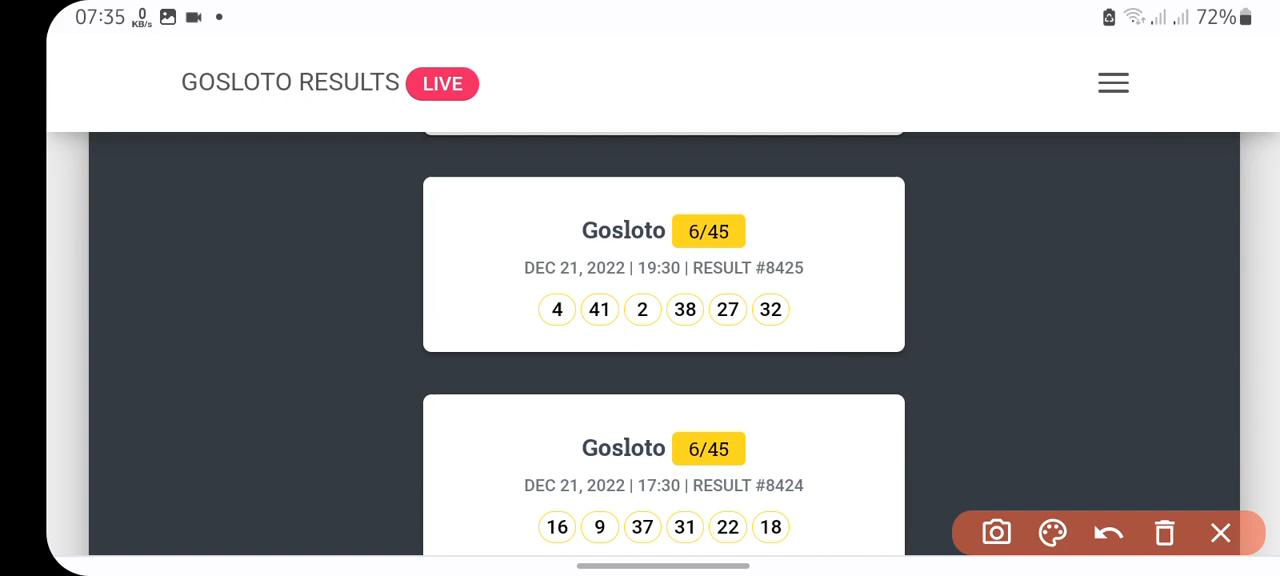 07:35 0 KB/s 72%
GOSLOTO RESULTS LIVE
Gosloto 6/45
DEC 21, 2022 | 19:30 | RESULT #8425
4 41 2 38 27 32
Gosloto 6/45
DEC 21, 2022 | 17:30 | RESULT #8424
16 9 37 31 22 18